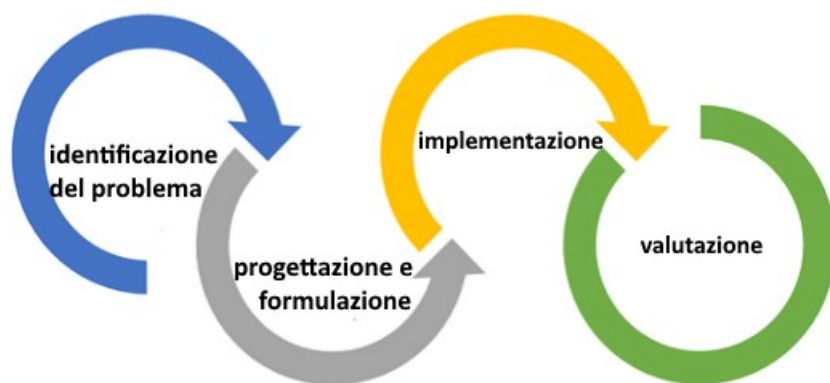 identificazione
del problema
progettazione e
formulazione
implementazione
valutazione